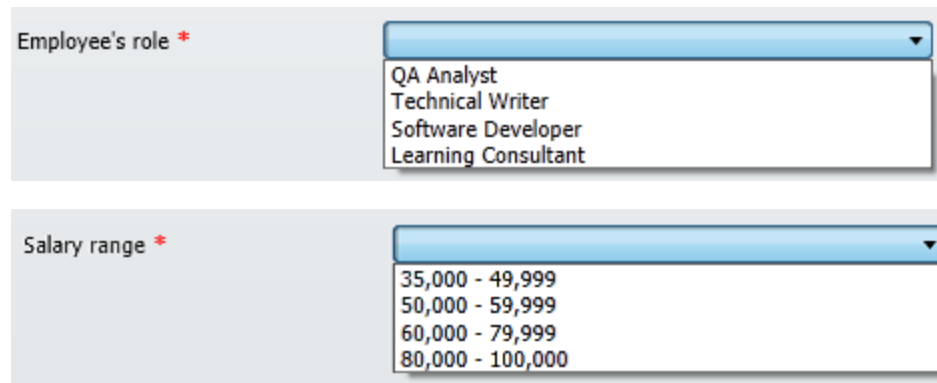 Employee's role *
QA Analyst
Technical Writer
Software Developer
Learning Consultant
Salary range *
35,000 - 49,999
50,000 - 59,999
60,000 - 79,999
80,000 - 100,000